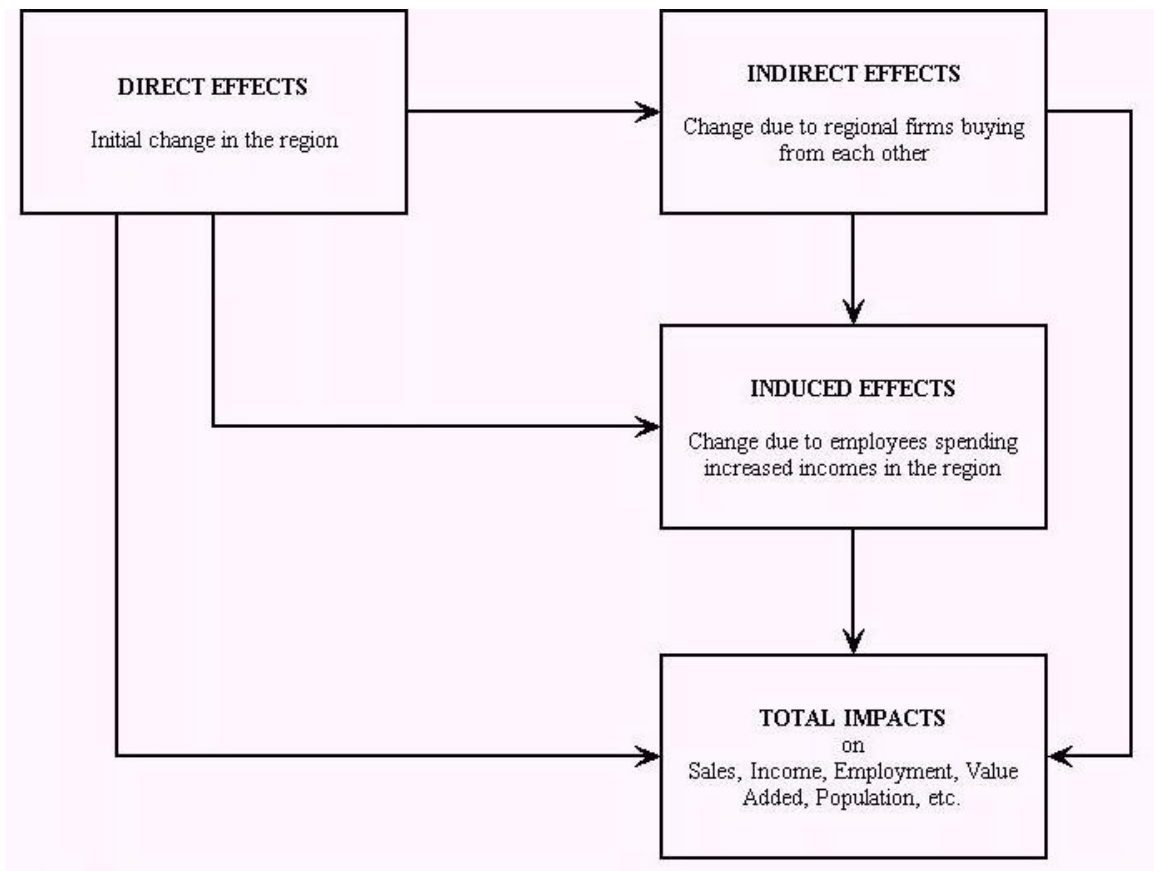 DIRECT EFFECTS
Initial change in the region
INDIRECT EFFECTS
Change due to regional firms buying
from each other
INDUCED EFFECTS
Change due to employees spending
increased incomes in the region
TOTAL IMPACTS
on
Sales, Income, Employment, Value
Added, Population, etc.